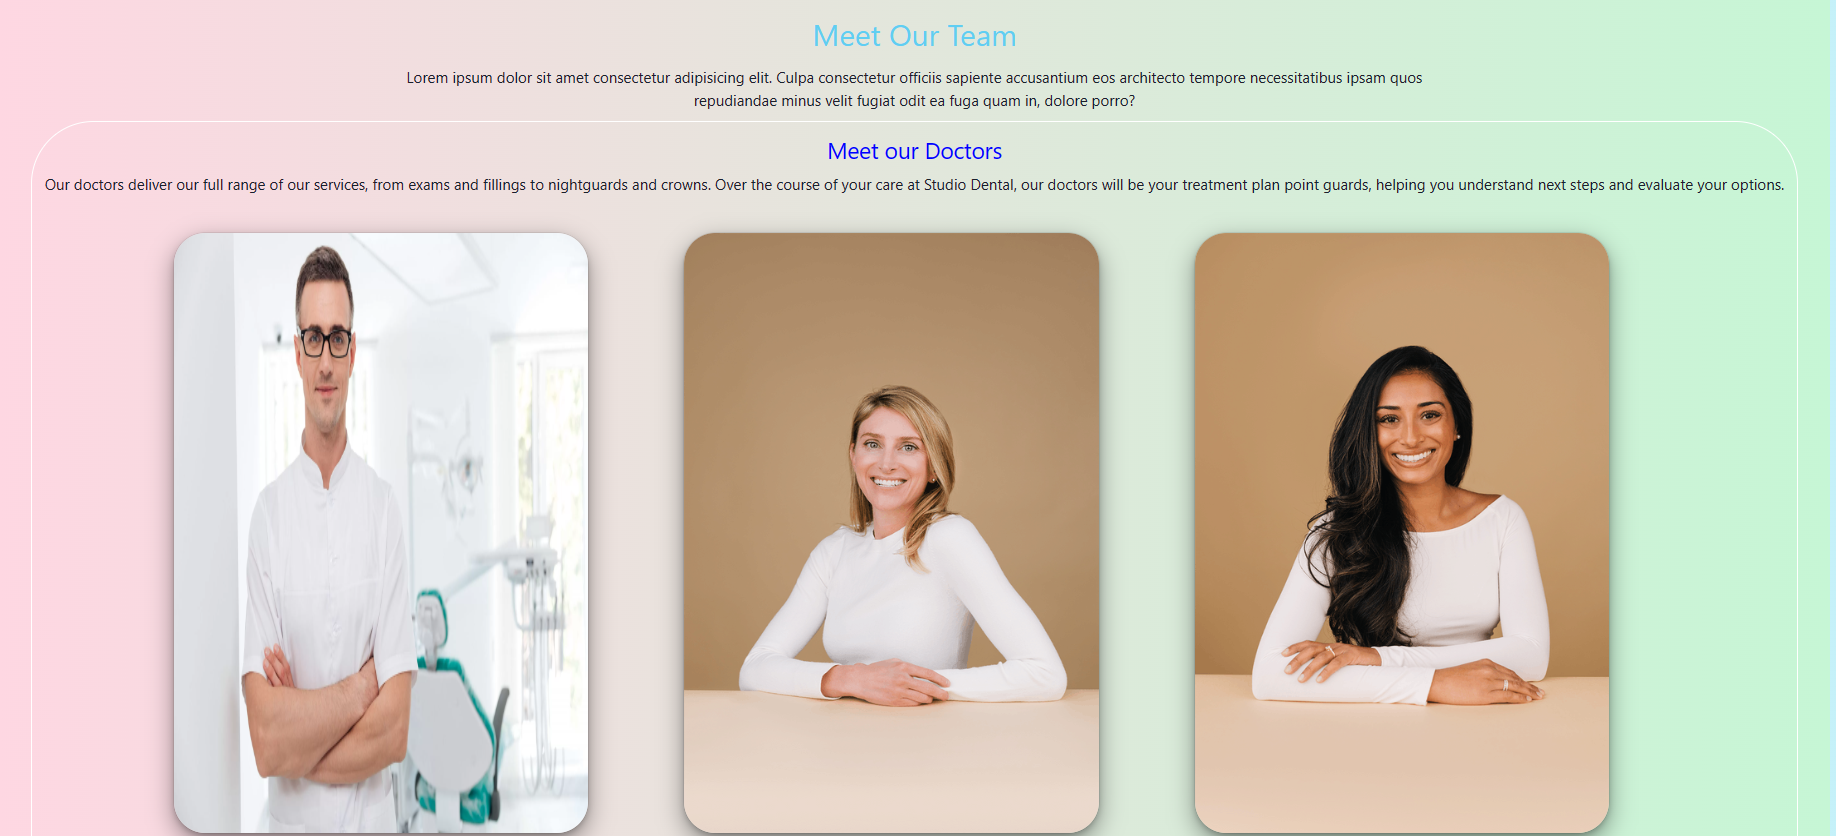 Meet Our Team
Lorem ipsum dolor sit amet consectetur adipisicing elit. Culpa consectetur officiis sapiente accusantium eos architecto tempore necessitatibus ipsam quos
repudiandae minus velit fugiat odit ea fuga quam in, dolore porro?
Meet our Doctors
Our doctors deliver our full range of our services, from exams and fillings to nightguards and crowns. Over the course of your care at Studio Dental, our doctors will be your treatment plan point guards, helping you understand next steps and evaluate your options.